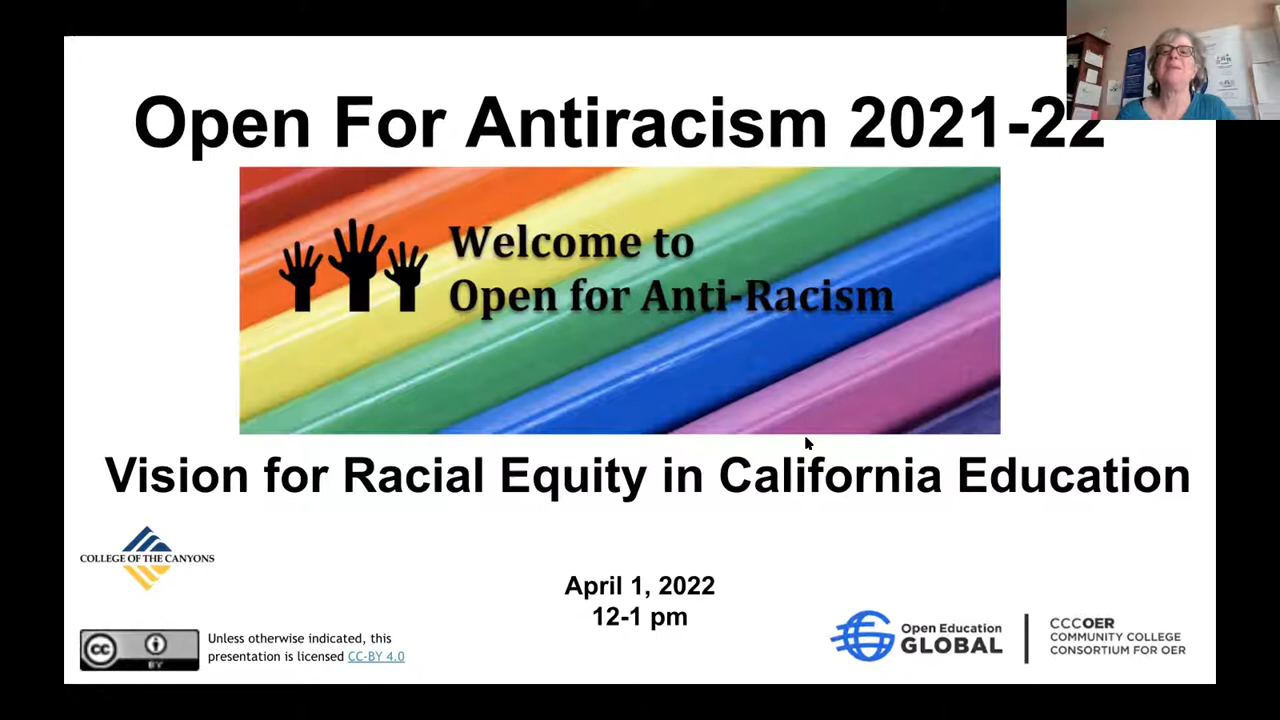 Open For Antiracism 2021-22
Welcome to
Open for Anti-Racism
Vision for Racial Equity in California Education
COLLEGE OF THE CANYONS
April 1, 2022
12-1 pm
cc
BY
Unless otherwise indicated, this
presentation is licensed CC-BY 4.0
Open Education
GLOBAL
CCCOER
COMMUNITY COLLEGE
CONSORTIUM FOR OER